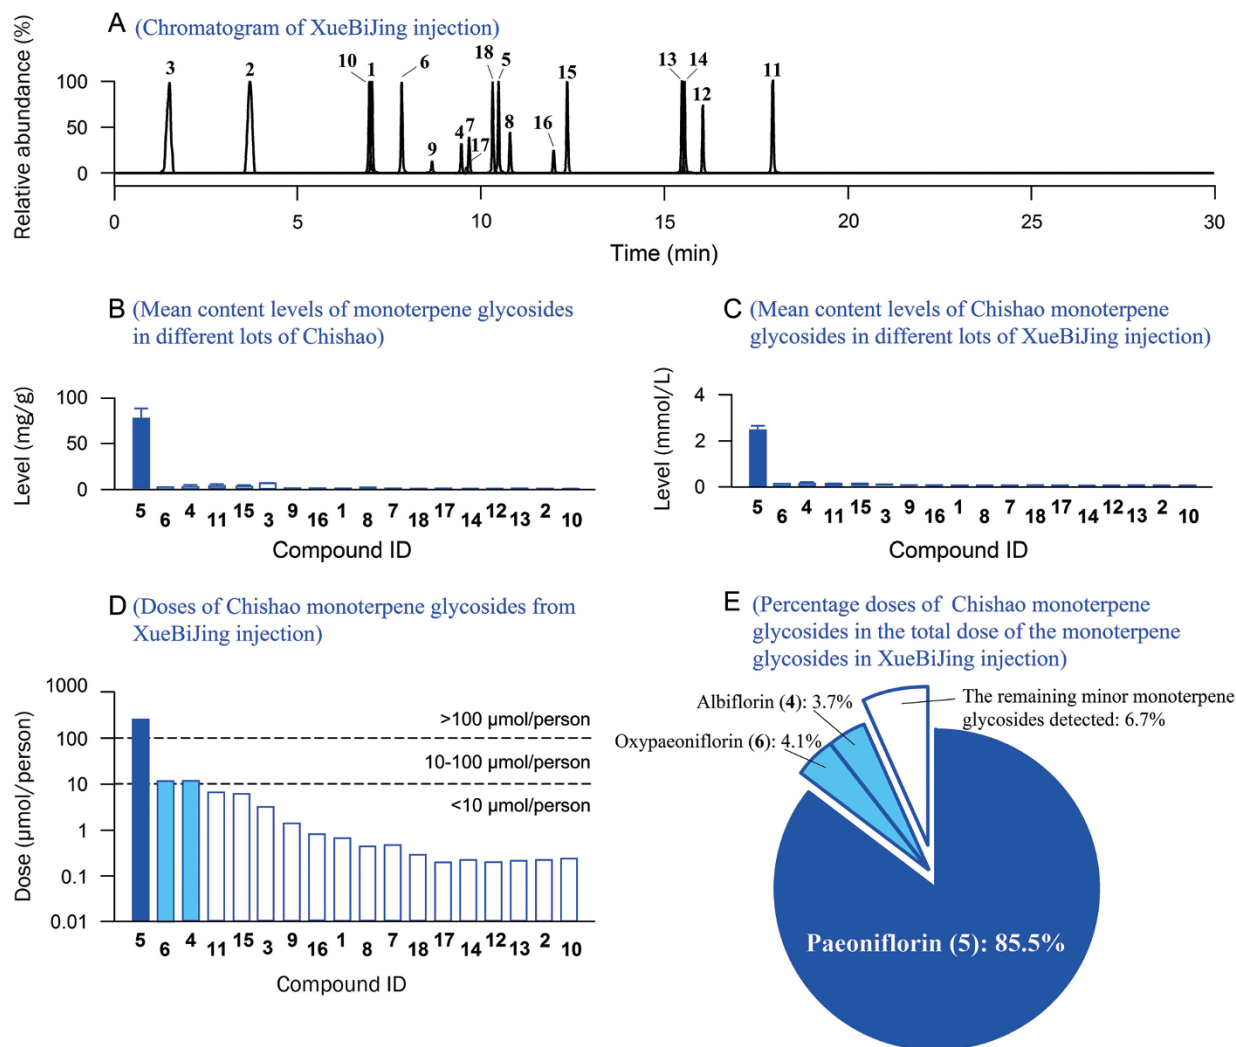 A (Chromatogram of XueBiJing injection)
Relative abundance (%)
100
50
0
3
2
10
1
6
9
4
7
17
18
5
8
16
15
13
14
12
11
0 5 10 15 20 25 30
Time (min)
B (Mean content levels of monoterpene glycosides
in different lots of Chishao)
Level (mg/g)
100
50
0
5 6 4 11 15 3 9 16 1 8 7 18 17 14 12 13 2 10
Compound ID
C (Mean content levels of Chishao monoterpene
glycosides in different lots of XueBiJing injection)
Level (mmol/L)
4
2
0
5 6 4 11 15 3 9 16 1 8 7 18 17 14 12 13 2 10
Compound ID
D (Doses of Chishao monoterpene glycosides from
XueBiJing injection)
Dose (μmol/person)
1000
100
10
1
0.1
0.01
>100 μmol/person
10-100 μmol/person
<10 μmol/person
5 6 4 11 15 3 9 16 1 8 7 18 17 14 12 13 2 10
Compound ID
E (Percentage doses of Chishao monoterpene
glycosides in the total dose of the monoterpene
glycosides in XueBiJing injection)
Albiflorin (4): 3.7%
Oxypaeoniflorin (6): 4.1%
The remaining minor monoterpene
glycosides detected: 6.7%
Paeoniflorin (5): 85.5%